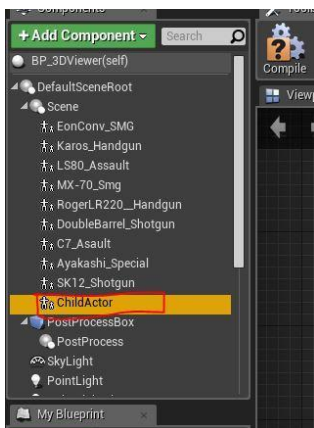 Components
+ Add Component
Search
BP_3DViewer(self)
Compile
DefaultSceneRoot
Scene
EonConv_SMG
Karos_Handgun
LS80_Assault
MX-70_Smg
RogerLR220__Handgun
DoubleBarrel_Shotgun
C7_Asault
Ayakashi_Special
SK12_Shotgun
ChildActor
PostProcessBox
PostProcess
SkyLight
PointLight
My Blueprint